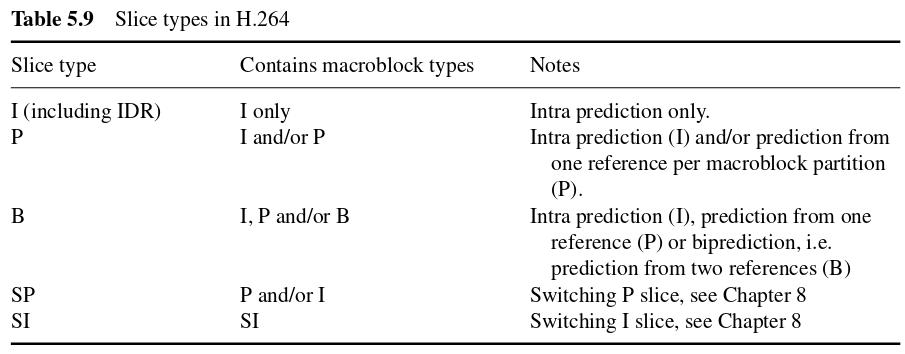 Table 5.9 Slice types in H.264
Slice type Contains macroblock types Notes
I (including IDR) I only Intra prediction only.
P I and/or P Intra prediction (I) and/or prediction from
one reference per macroblock partition
(P).
B I, P and/or B Intra prediction (I), prediction from one
reference (P) or biprediction, i.e.
prediction from two references (B)
SP P and/or I Switching P slice, see Chapter 8
SI SI Switching I slice, see Chapter 8